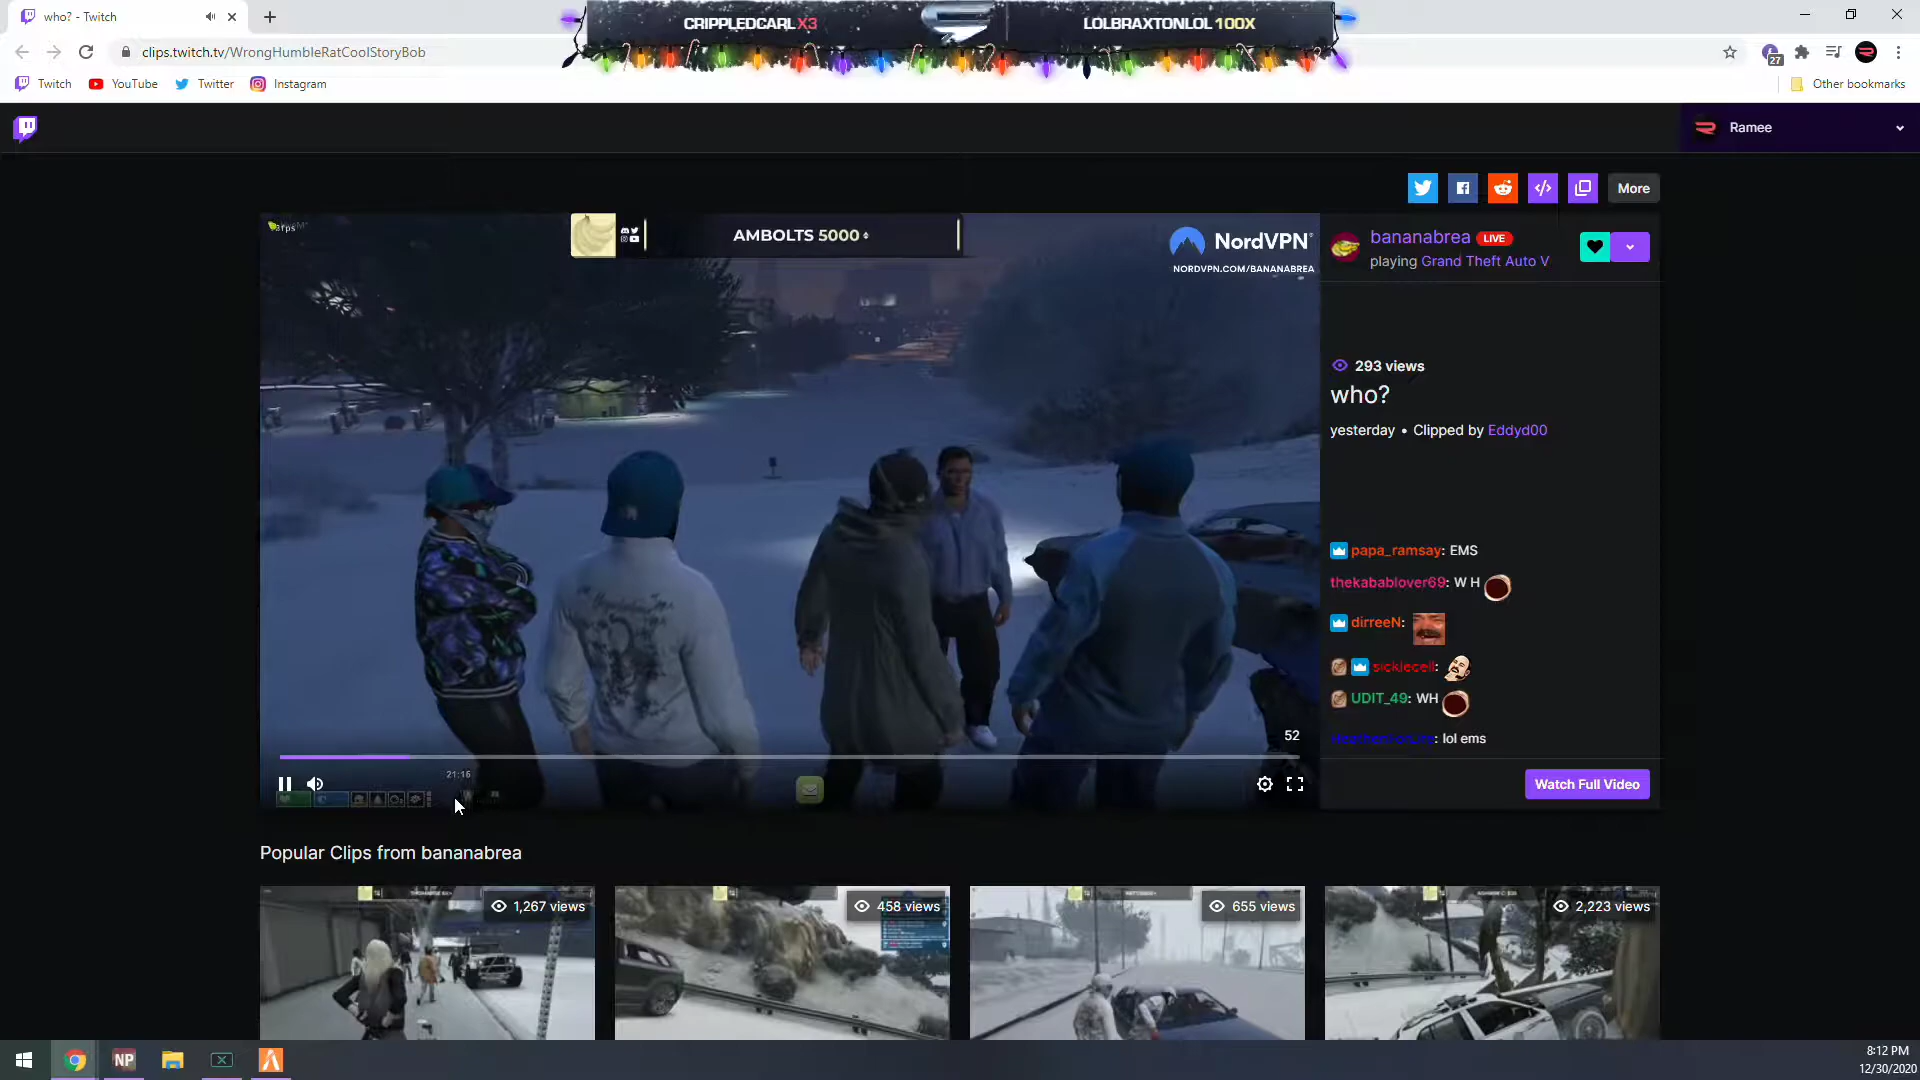 who? - Twitch
CRIPPLEDCARL X3
LOLBRAXTONLOL 100X
clips.twitch.tv/WrongHumbleRatCoolStoryBob
27
Twitch
YouTube
Twitter
Instagram
Other bookmarks
Ramee
More
AMBOLTS 5000
NordVPN
NORDVPN.COM/BANANABREA
bananabrea LIVE
playing Grand Theft Auto V
293 views
who?
yesterday • Clipped by Eddyd00
papa_ramsay: EMS
thekabablover69: W H
dirreeN:
sicklecell:
UDIT_49: WH
: lol ems
52
21:16
Watch Full Video
Popular Clips from bananabrea
1,267 views
458 views
655 views
2,223 views
NP
8:12 PM
12/30/2020